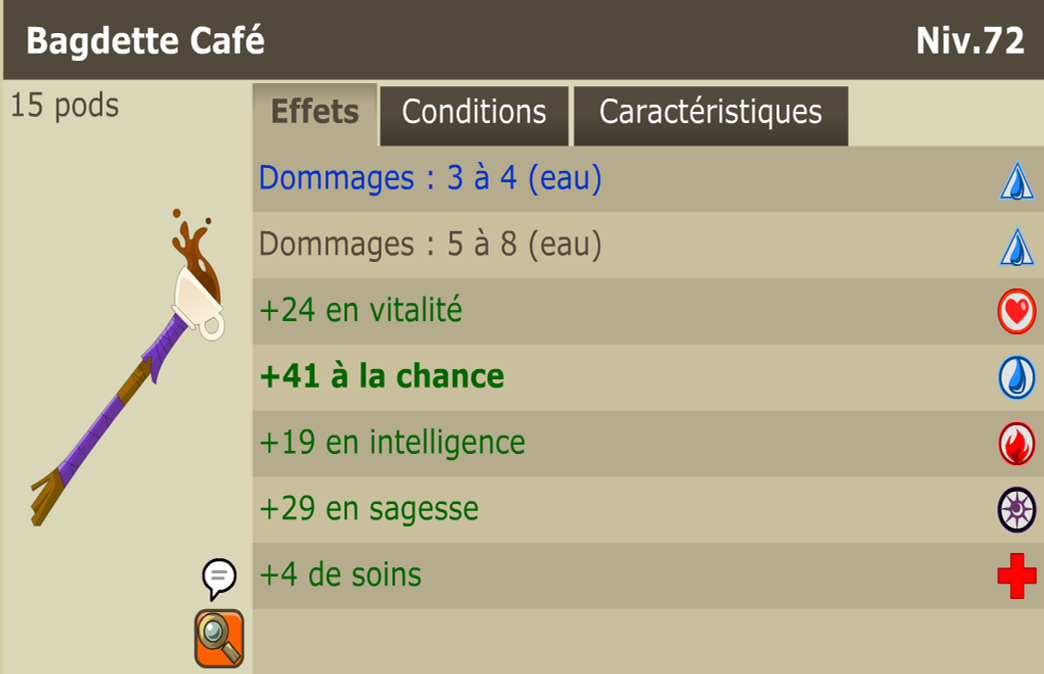 Bagdette Café
Niv.72
15 pods
Effets
Conditions
Caractéristiques
Dommages : 3 à 4 (eau)
Dommages : 5 à 8 (eau)
+24 en vitalité
+41 à la chance
+19 en intelligence
+29 en sagesse
+4 de soins